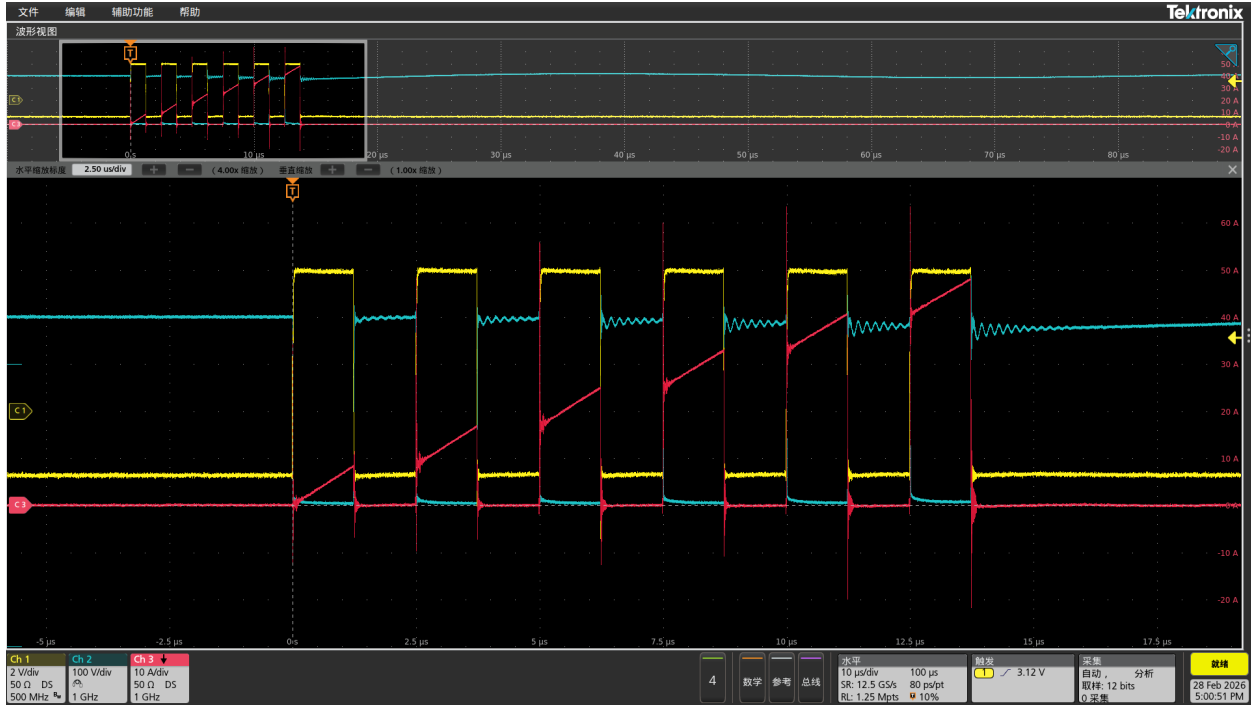 文件 编辑 辅助功能 帮助 Tektronix
波形视图
T
50
40 A
30 A
C1 20 A
10 A
C3 0 A
-10 A
-20 A
0 s 10 µs 20 µs 30 µs 40 µs 50 µs 60 µs 70 µs 80 µs
水平缩放标度 2.50 us/div + − ( 4.00x 缩放 ) 垂直缩放 + − ( 1.00x 缩放 )
T
60 A
50 A
40 A
30 A
C 1 20 A
10 A
C 3 0 A
-10 A
-20 A
-5 µs -2.5 µs 0 s 2.5 µs 5 µs 7.5 µs 10 µs 12.5 µs 15 µs 17.5 µs
Ch 1 Ch 2 Ch 3 水平 触发 采集
2 V/div 100 V/div 10 A/div 10 µs/div 100 µs 1 3.12 V 自动， 分析 就绪
50 Ω DS 50 Ω DS 4 数学 参考 总线 SR: 12.5 GS/s 80 ps/pt 取样: 12 bits 28 Feb 2026
500 MHz 1 GHz 1 GHz RL: 1.25 Mpts 10% 0 采集 5:00:51 PM